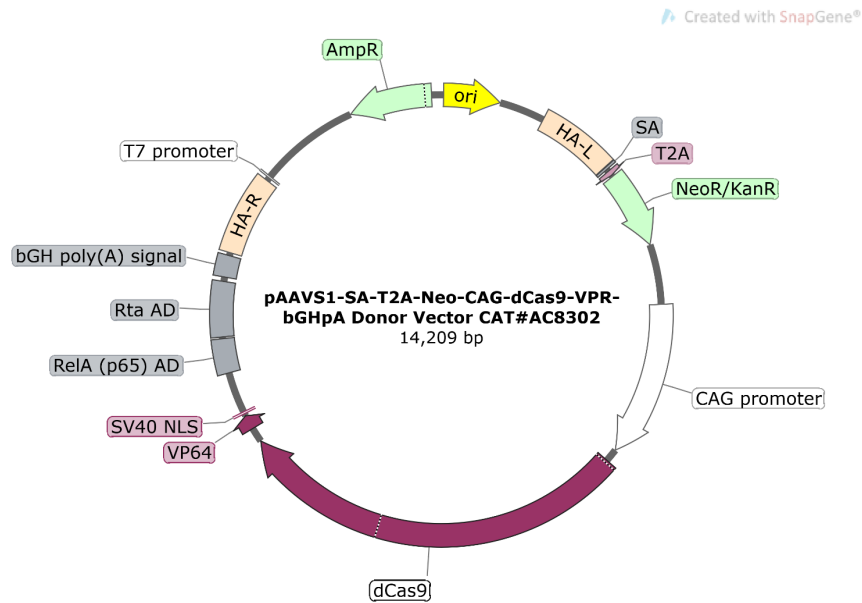 Created with SnapGene®
AmpR
ori
HA-L
SA
T2A
NeoR/KanR
T7 promoter
HA-R
bGH poly(A) signal
pAAVS1-SA-T2A-Neo-CAG-dCas9-VPR-
bGHpA Donor Vector CAT#AC8302
14,209 bp
Rta AD
RelA (p65) AD
CAG promoter
SV40 NLS
VP64
dCas9